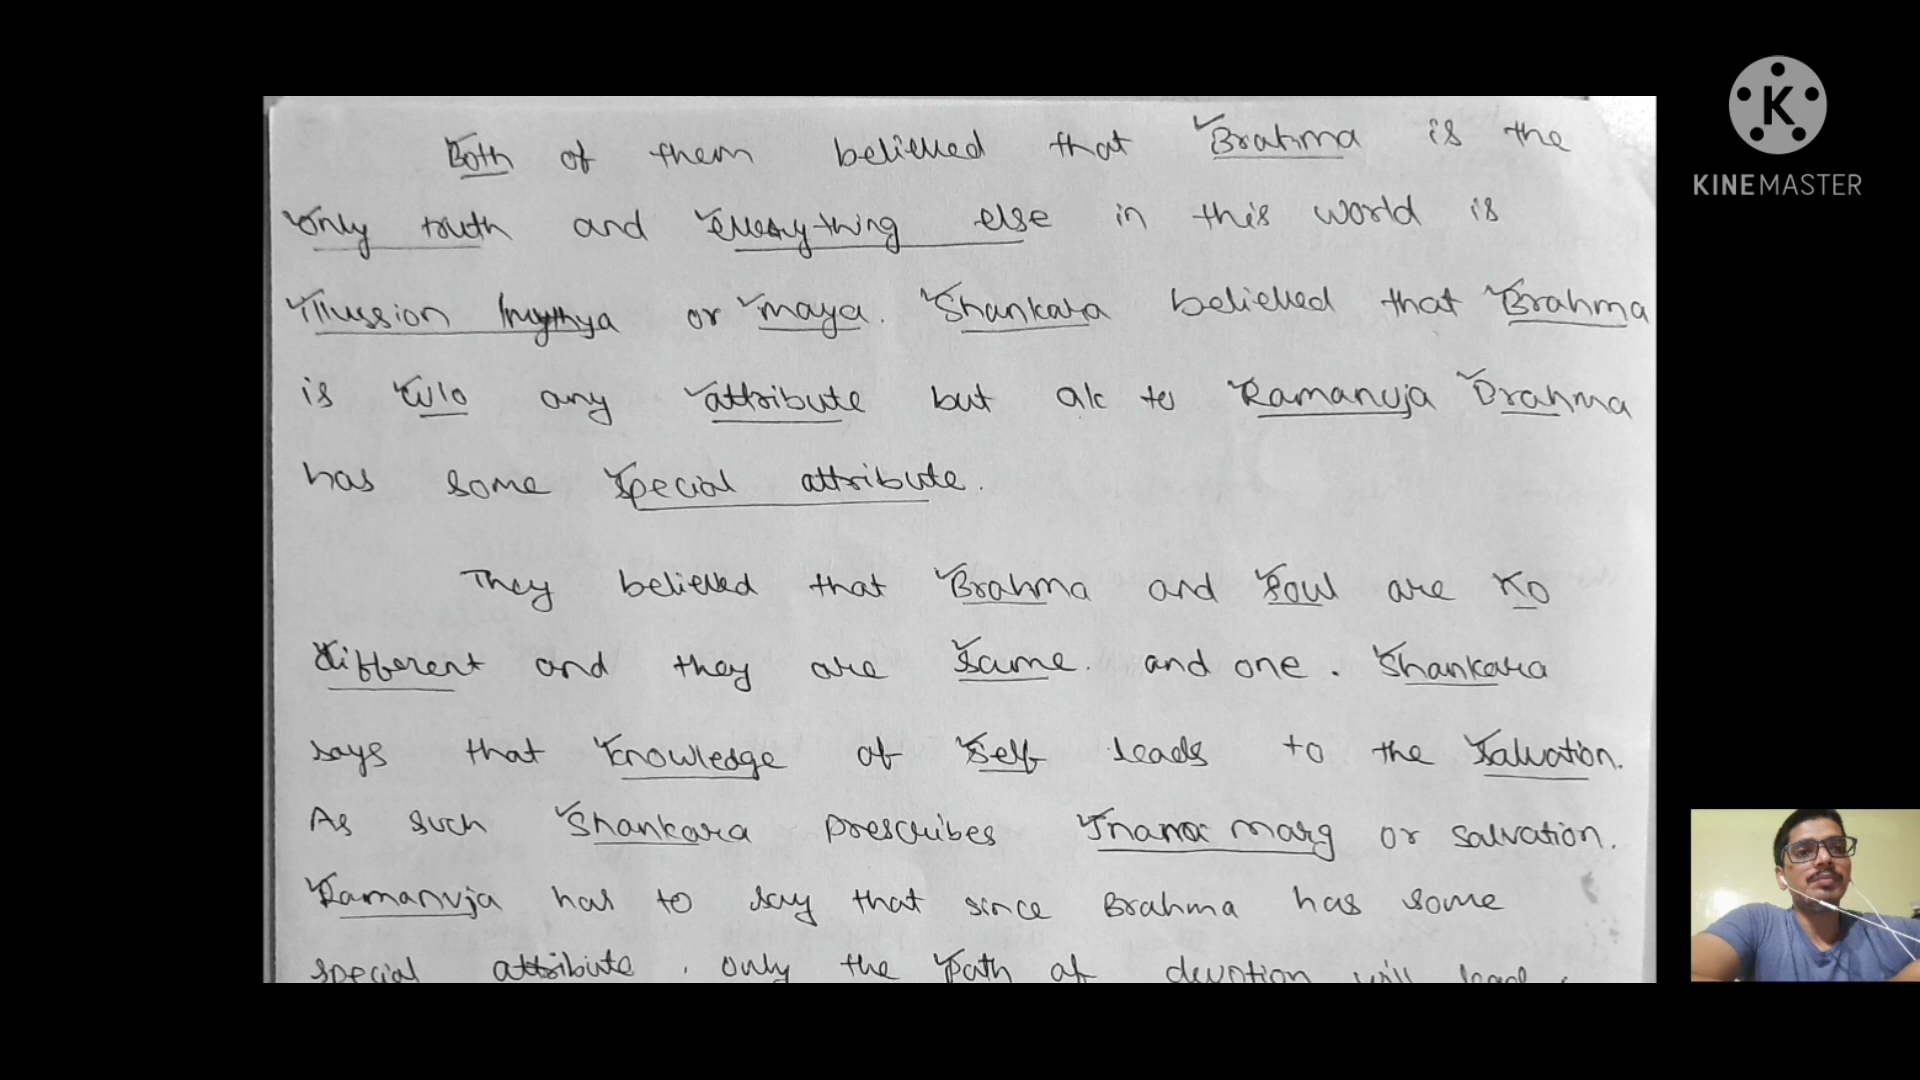 Both of them believed that Brahma is the
only truth and everything else in this world is
illussion / mythya or maya. Shankara believed that Brahma
is w/o any attribute but a/c to Ramanuja Brahma
has some special attribute.
They believed that Brahma and soul are no
different and they are same. and one. Shankara
says that knowledge of self leads to the salvation.
As such Shankara prescribes Jnana marg or salvation.
Ramanuja has to say that since Brahma has some
special attribute, only the path of devotion will lead
K
KINEMASTER